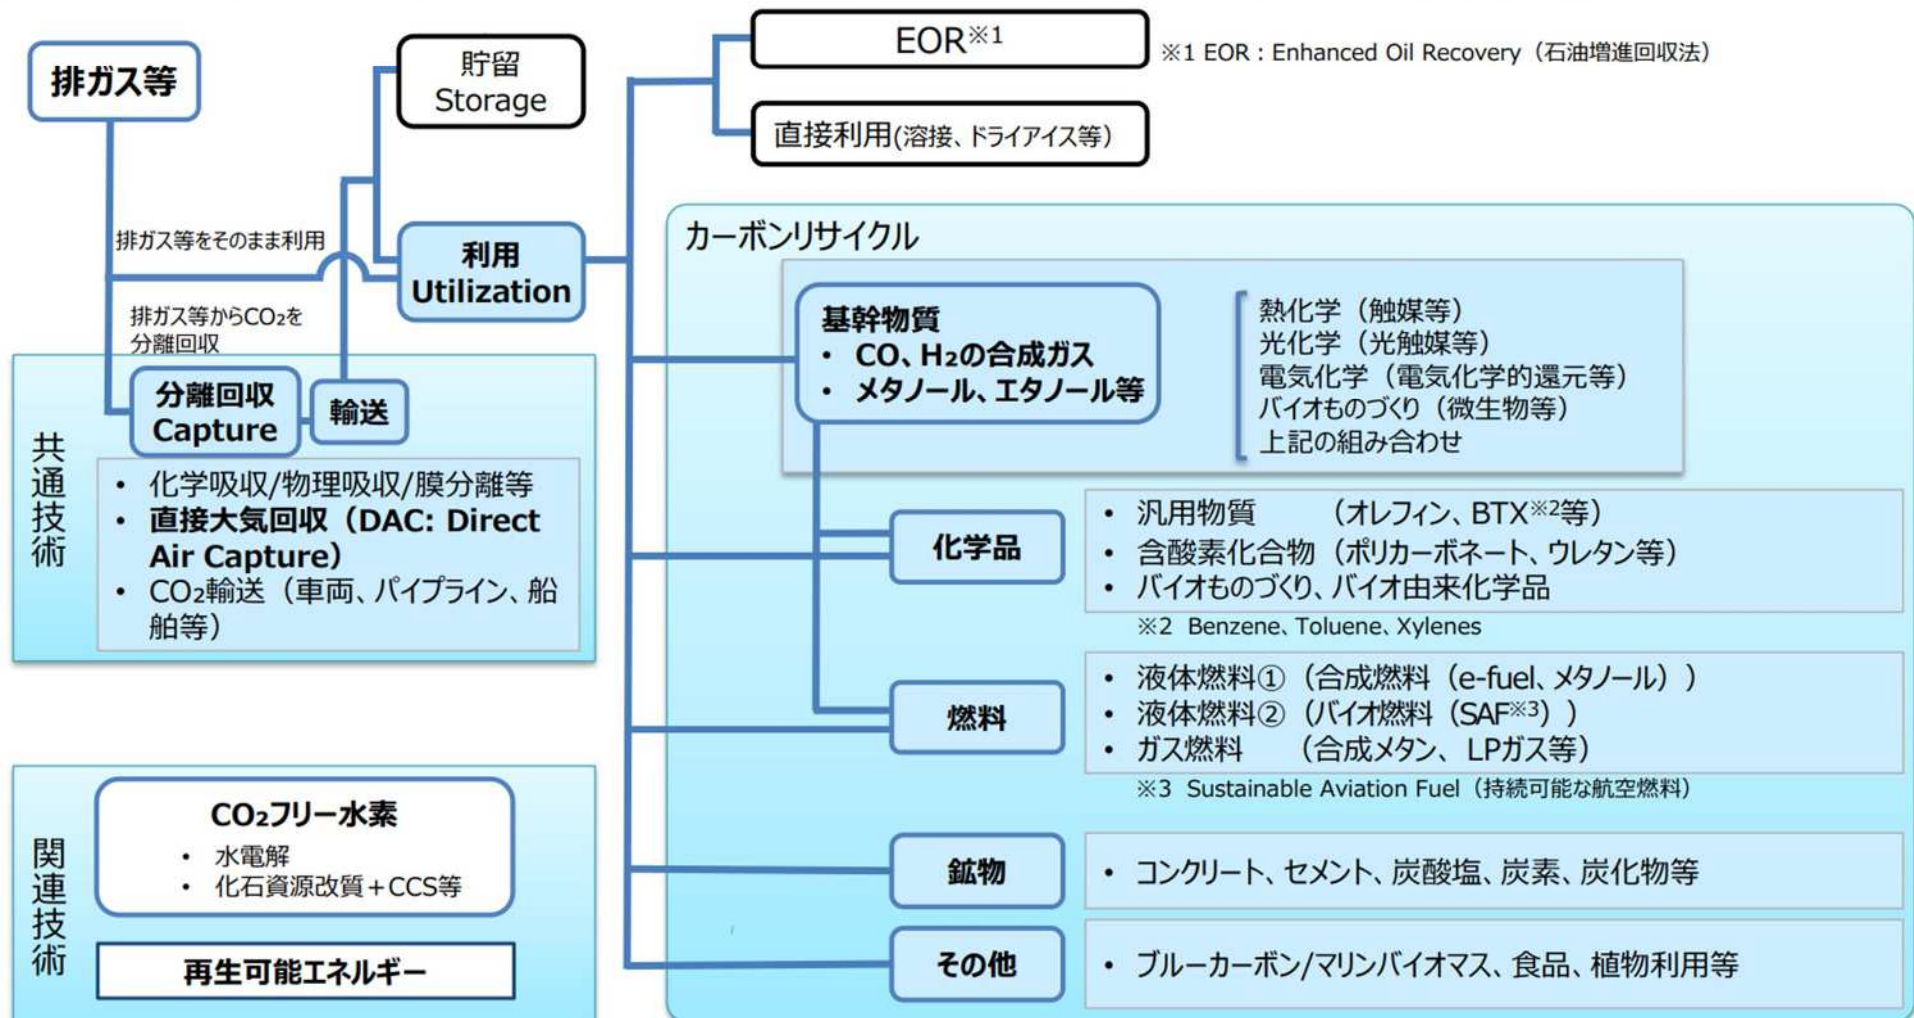 排ガス等
貯留
Storage
EOR※1
※1 EOR : Enhanced Oil Recovery（石油増進回収法）
直接利用(溶接、ドライアイス等）
排ガス等をそのまま利用
利用
Utilization
排ガス等からCO₂を
分離回収
共通技術
分離回収
Capture
輸送
• 化学吸収/物理吸収/膜分離等
• 直接大気回収（DAC: Direct
Air Capture）
• CO₂輸送（車両、パイプライン、船
舶等）
関連技術
CO₂フリー水素
• 水電解
• 化石資源改質＋CCS等
再生可能エネルギー
カーボンリサイクル
基幹物質
• CO、H₂の合成ガス
• メタノール、エタノール等
熱化学（触媒等）
光化学（光触媒等）
電気化学（電気化学的還元等）
バイオものづくり（微生物等）
上記の組み合わせ
化学品
• 汎用物質　　（オレフィン、BTX※2等）
• 含酸素化合物（ポリカーボネート、ウレタン等）
• バイオものづくり、バイオ由来化学品
※2 Benzene、Toluene、Xylenes
燃料
• 液体燃料①（合成燃料（e-fuel、メタノール））
• 液体燃料②（バイオ燃料（SAF※3））
• ガス燃料　　（合成メタン、LPガス等）
※3 Sustainable Aviation Fuel（持続可能な航空燃料）
鉱物
• コンクリート、セメント、炭酸塩、炭素、炭化物等
その他
• ブルーカーボン/マリンバイオマス、食品、植物利用等